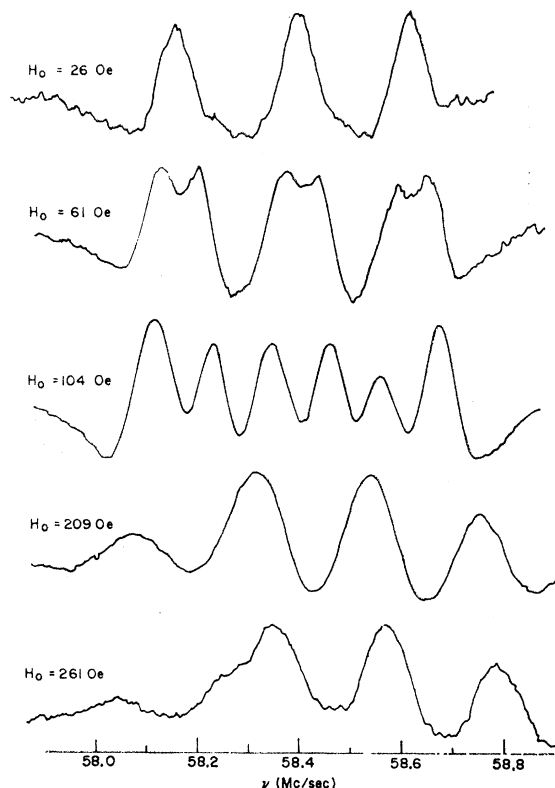 H₀ = 26 Oe
H₀ = 61 Oe
H₀ = 104 Oe
H₀ = 209 Oe
H₀ = 261 Oe
58.0 58.2 58.4 58.6 58.8
ν (Mc/sec)